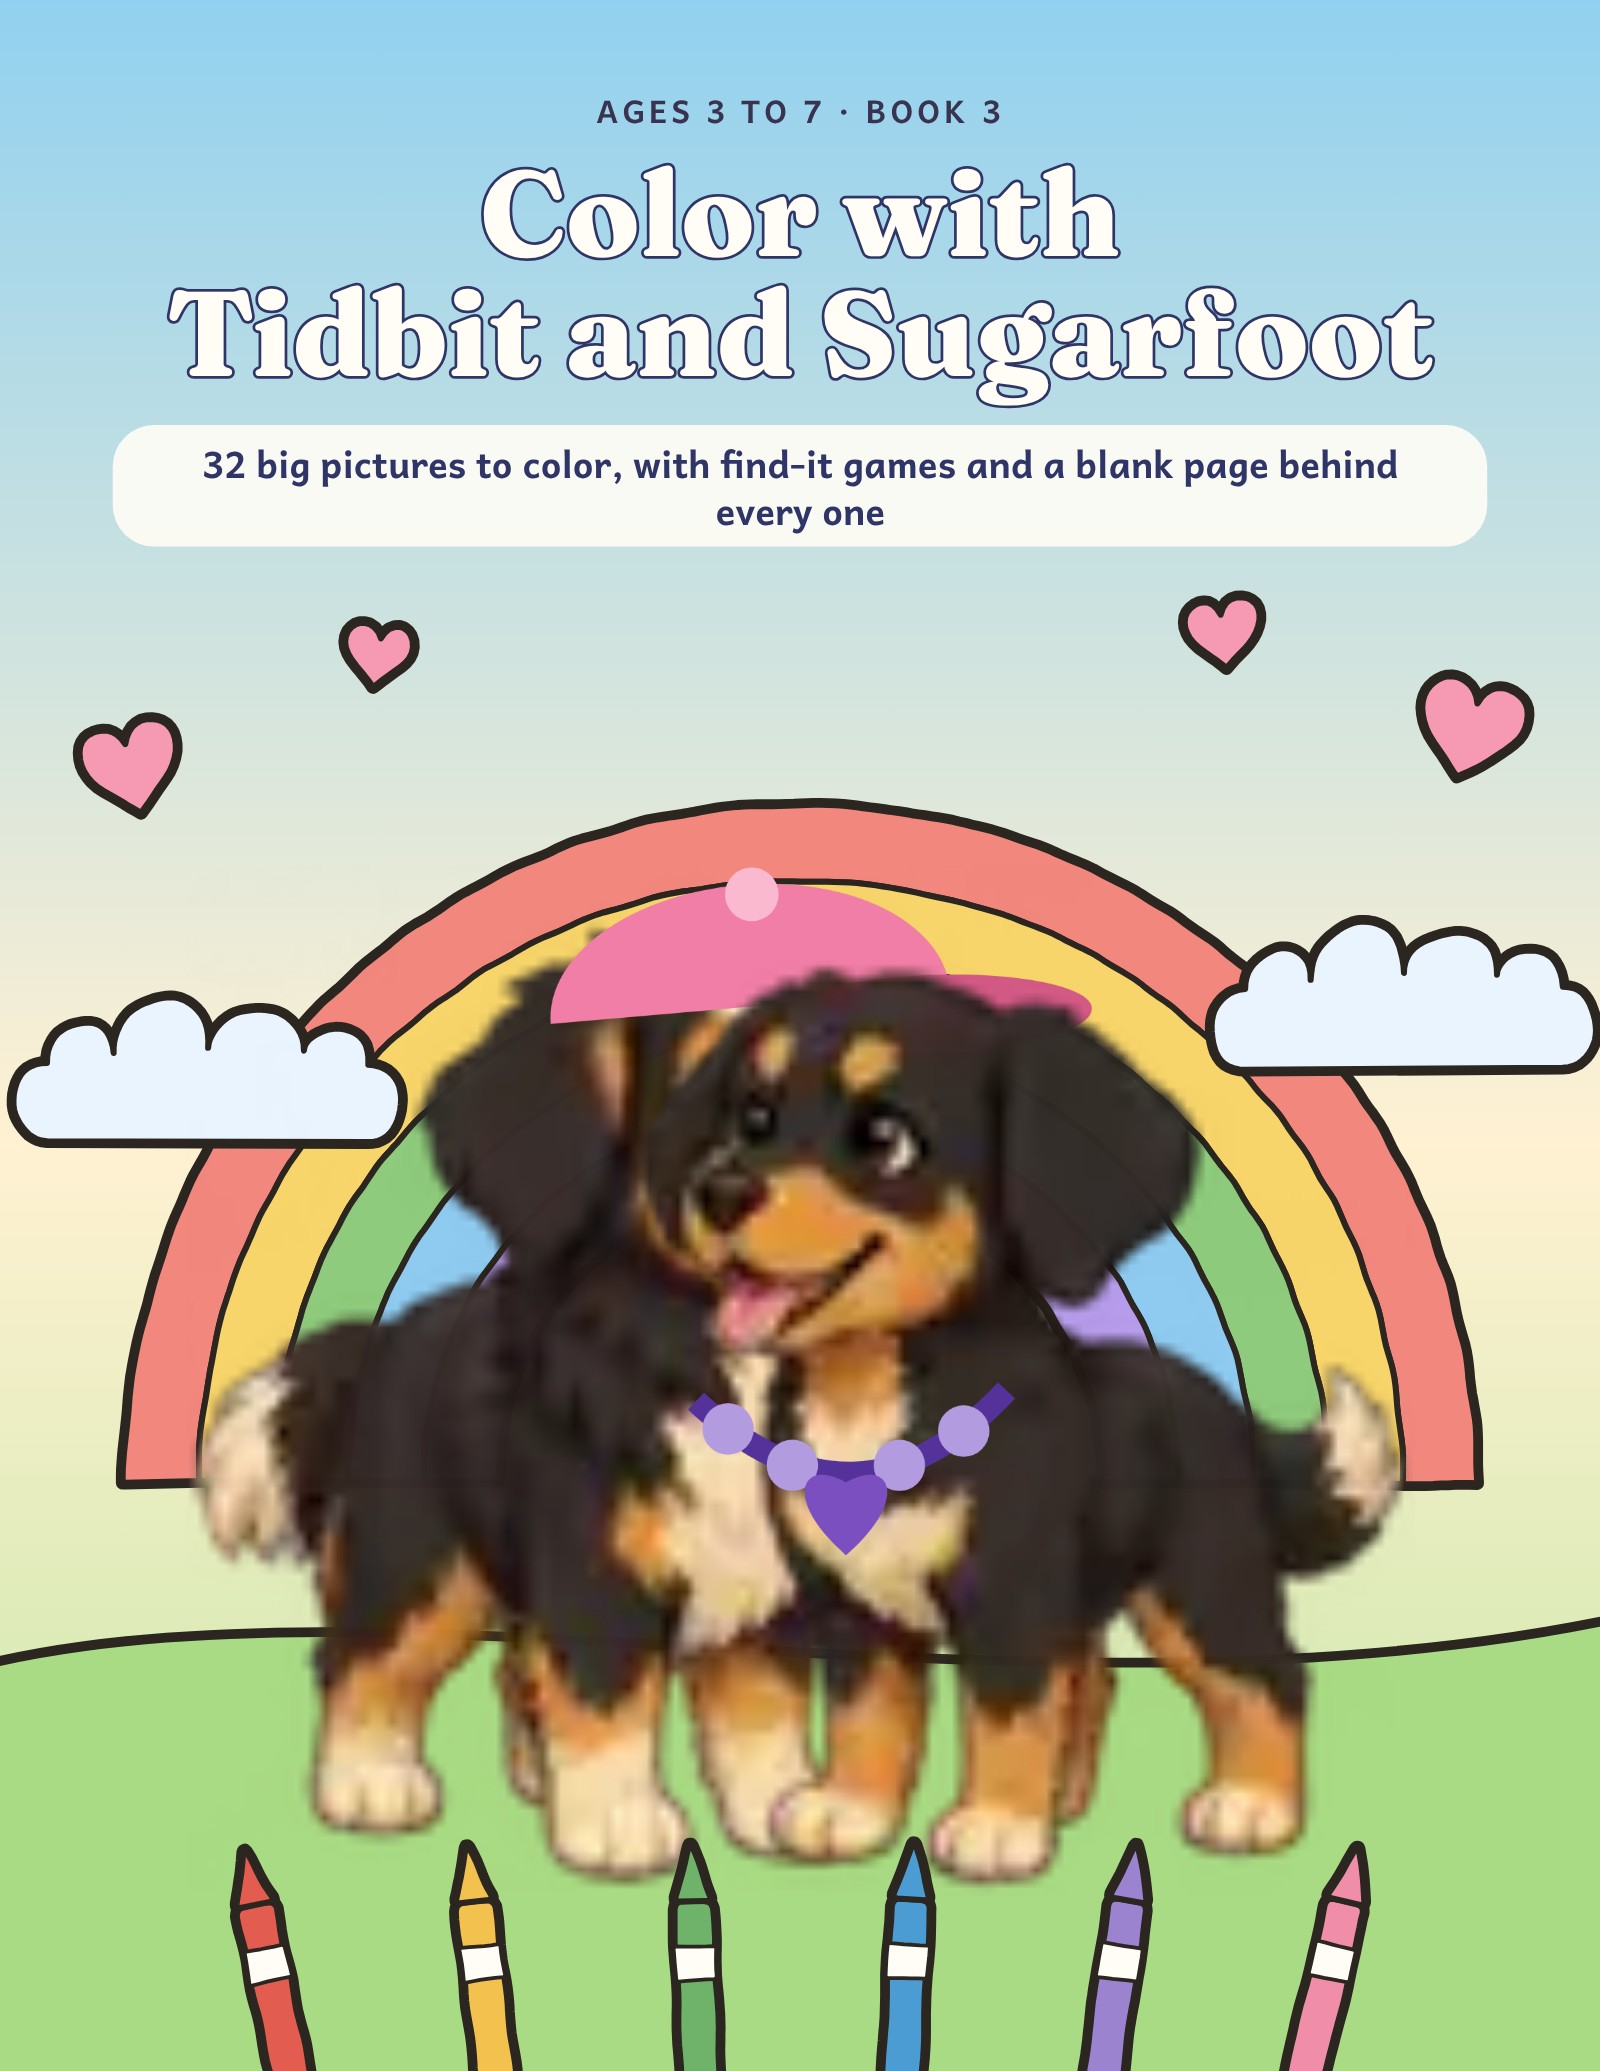 AGES 3 TO 7 · BOOK 3
Color with
Tidbit and Sugarfoot
32 big pictures to color, with find-it games and a blank page behind
every one